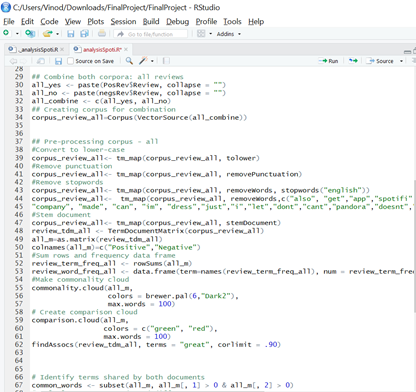 C:/Users/Vinod/Downloads/FinalProject/FinalProject - RStudio
File Edit Code View Plots Session Build Debug Profile Tools Help
Go to file/function
Addins
_analysisSpoti.R
analysisSpotif.R*
Source on Save
Run
Source
28
29 ## Combine both corpora: all reviews
30 all_yes <- paste(PosRev$Review, collapse = "")
31 all_no <- paste(negsRev$Review, collapse = "")
32 all_combine <- c(all_yes, all_no)
33 ## Creating corpus for combination
34 corpus_review_all=Corpus(VectorSource(all_combine))
35
36
37 ## Pre-processing corpus - all
38 #Convert to lower-case
39 corpus_review_all<- tm_map(corpus_review_all, tolower)
40 #Remove punctuation
41 corpus_review_all<- tm_map(corpus_review_all, removePunctuation)
42 #Remove stopwords
43 corpus_review_all<- tm_map(corpus_review_all, removeWords, stopwords("english"))
44 corpus_review_all<- tm_map(corpus_review_all, removeWords,c("also", "get","app","spotifi"
45 "company", "made", "can", "im", "dress","just","i","let","dont","cant","pandora","doesnt",
46 #Stem document
47 corpus_review_all<- tm_map(corpus_review_all, stemDocument)
48 review_tdm_all <- TermDocumentMatrix(corpus_review_all)
49 all_m=as.matrix(review_tdm_all)
50 colnames(all_m)=c("Positive","Negative")
51 #Sum rows and frequency data frame
52 review_term_freq_all <- rowSums(all_m)
53 review_word_freq_all <- data.frame(term=names(review_term_freq_all), num = review_term_fre
54 #Make commonality cloud
55 commonality.cloud(all_m,
56 colors = brewer.pal(6,"Dark2"),
57 max.words = 100)
58 # Create comparison cloud
59 comparison.cloud(all_m,
60 colors = c("green", "red"),
61 max.words = 100)
62 findAssocs(review_tdm_all, terms = "great", corlimit = .90)
63
64
65
66 # Identify terms shared by both documents
67 common_words <- subset(all_m, all_m[, 1] > 0 & all_m[, 2] > 0)